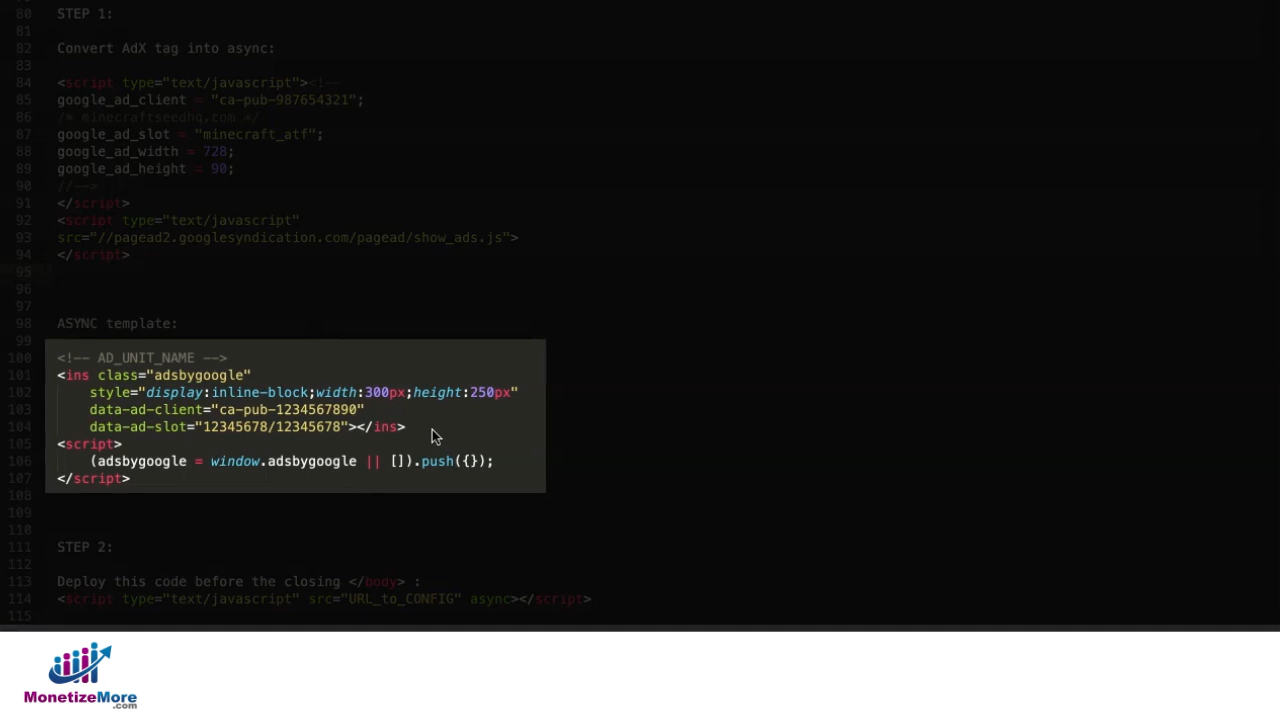 80 STEP 1:
81
82 Convert AdX tag into async:
83
84 <script type="text/javascript"><!--
85 google_ad_client = "ca-pub-987654321";
86 /* minecraftseedhq.com */
87 google_ad_slot = "minecraft_atf";
88 google_ad_width = 728;
89 google_ad_height = 90;
90 //-->
91 </script>
92 <script type="text/javascript"
93 src="//pagead2.googlesyndication.com/pagead/show_ads.js">
94 </script>
95
96
97
98 ASYNC template:
99
100 <!-- AD_UNIT_NAME -->
101 <ins class="adsbygoogle"
102 style="display:inline-block;width:300px;height:250px"
103 data-ad-client="ca-pub-1234567890"
104 data-ad-slot="12345678/12345678"></ins>
105 <script>
106 (adsbygoogle = window.adsbygoogle || []).push({});
107 </script>
108
109
110
111 STEP 2:
112
113 Deploy this code before the closing </body> :
114 <script type="text/javascript" src="URL_to_CONFIG" async></script>
115
MonetizeMore
.com